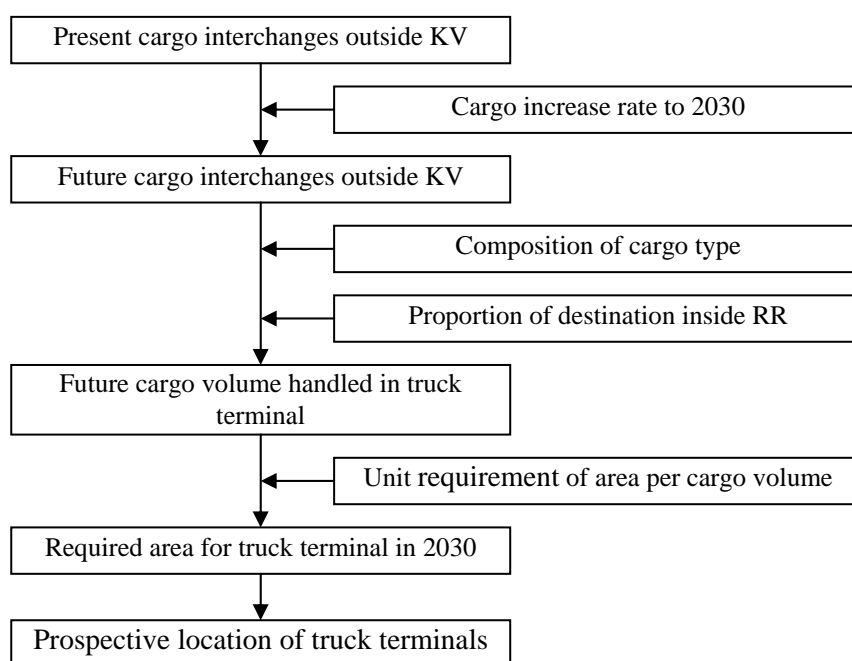 Present cargo interchanges outside KV
Cargo increase rate to 2030
Future cargo interchanges outside KV
Composition of cargo type
Proportion of destination inside RR
Future cargo volume handled in truck
terminal
Unit requirement of area per cargo volume
Required area for truck terminal in 2030
Prospective location of truck terminals